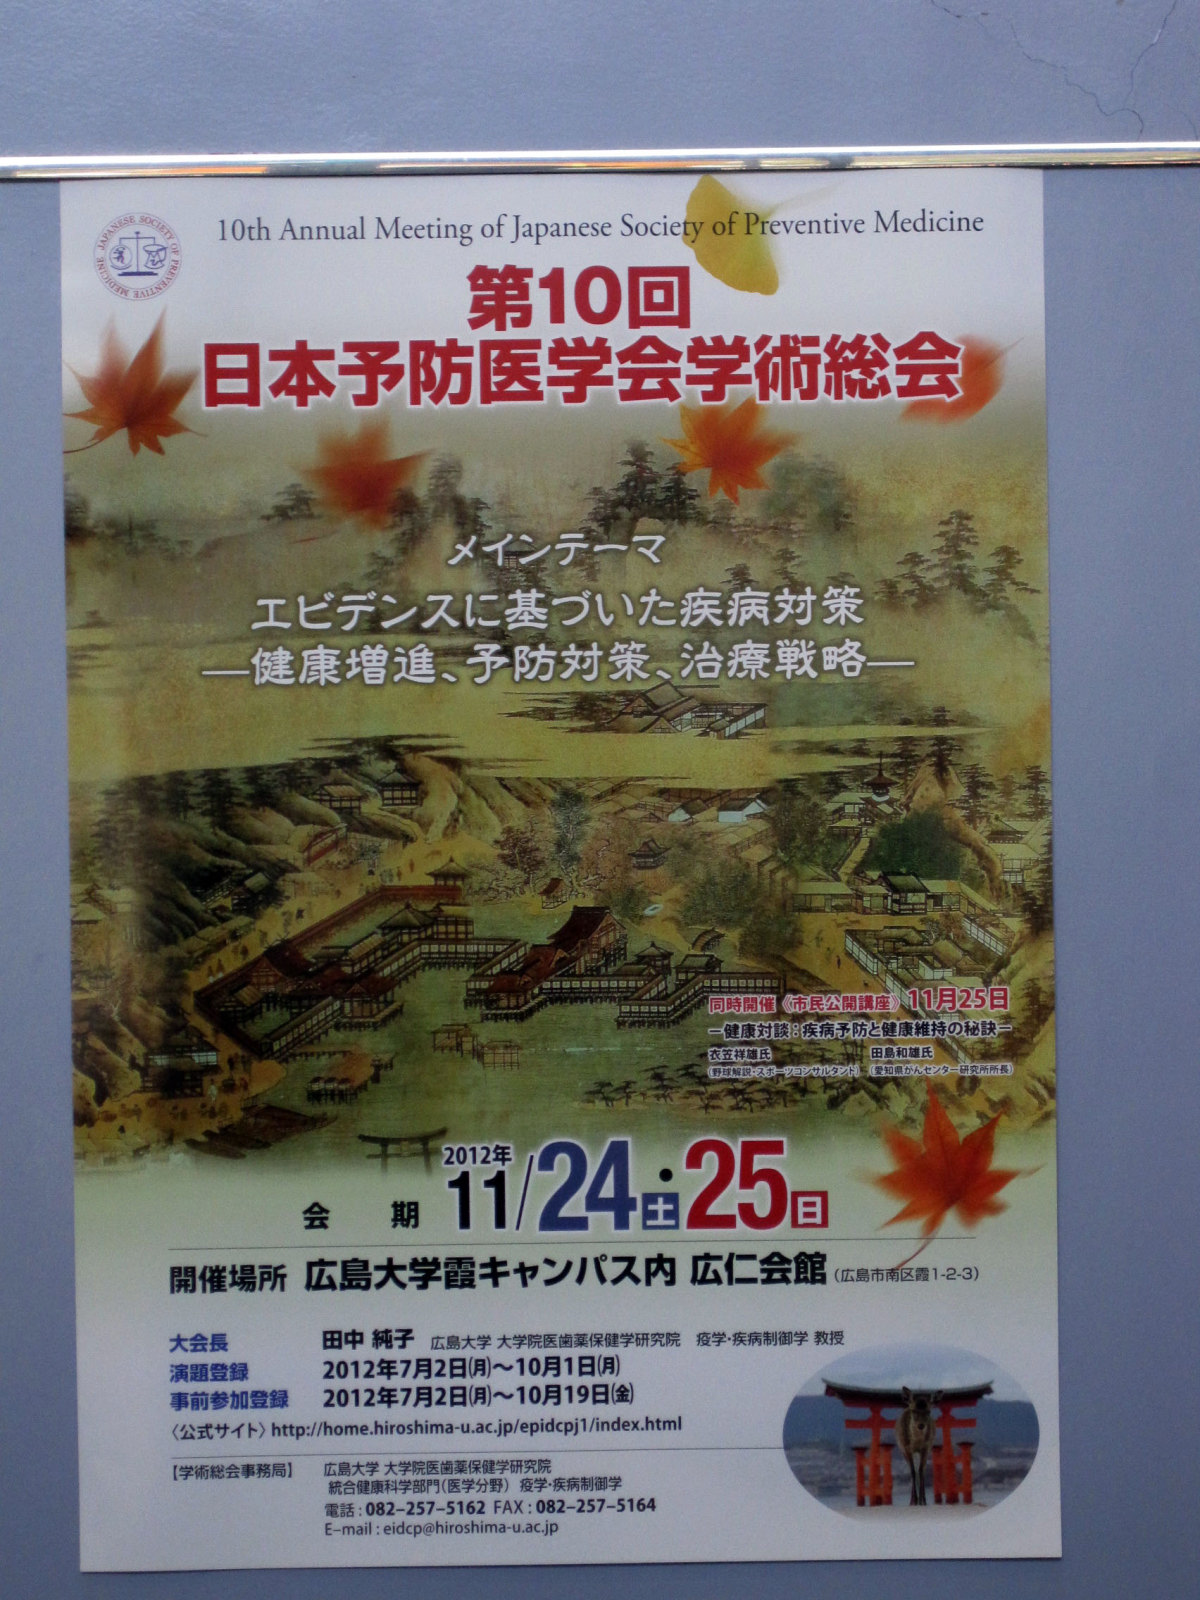 JAPANESE SOCIETY OF PREVENTIVE MEDICINE
10th Annual Meeting of Japanese Society of Preventive Medicine
第10回
日本予防医学会学術総会
メインテーマ
エビデンスに基づいた疾病対策
―健康増進、予防対策、治療戦略―
同時開催《市民公開講座》11月25日
－健康対談：疾病予防と健康維持の秘訣－
衣笠祥雄氏 田島和雄氏
(野球解説・スポーツコンサルタント) (愛知県がんセンター研究所所長)
会期 2012年11/24土・25日
開催場所 広島大学霞キャンパス内 広仁会館 (広島市南区霞1-2-3)
大会長 田中 純子 広島大学 大学院医歯薬保健学研究院 疫学・疾病制御学 教授
演題登録 2012年7月2日(月)～10月1日(月)
事前参加登録 2012年7月2日(月)～10月19日(金)
〈公式サイト〉http://home.hiroshima-u.ac.jp/epidcpj1/index.html
【学術総会事務局】 広島大学 大学院医歯薬保健学研究院
統合健康科学部門(医学分野) 疫学・疾病制御学
電話：082-257-5162 FAX：082-257-5164
E-mail：eidcp@hiroshima-u.ac.jp